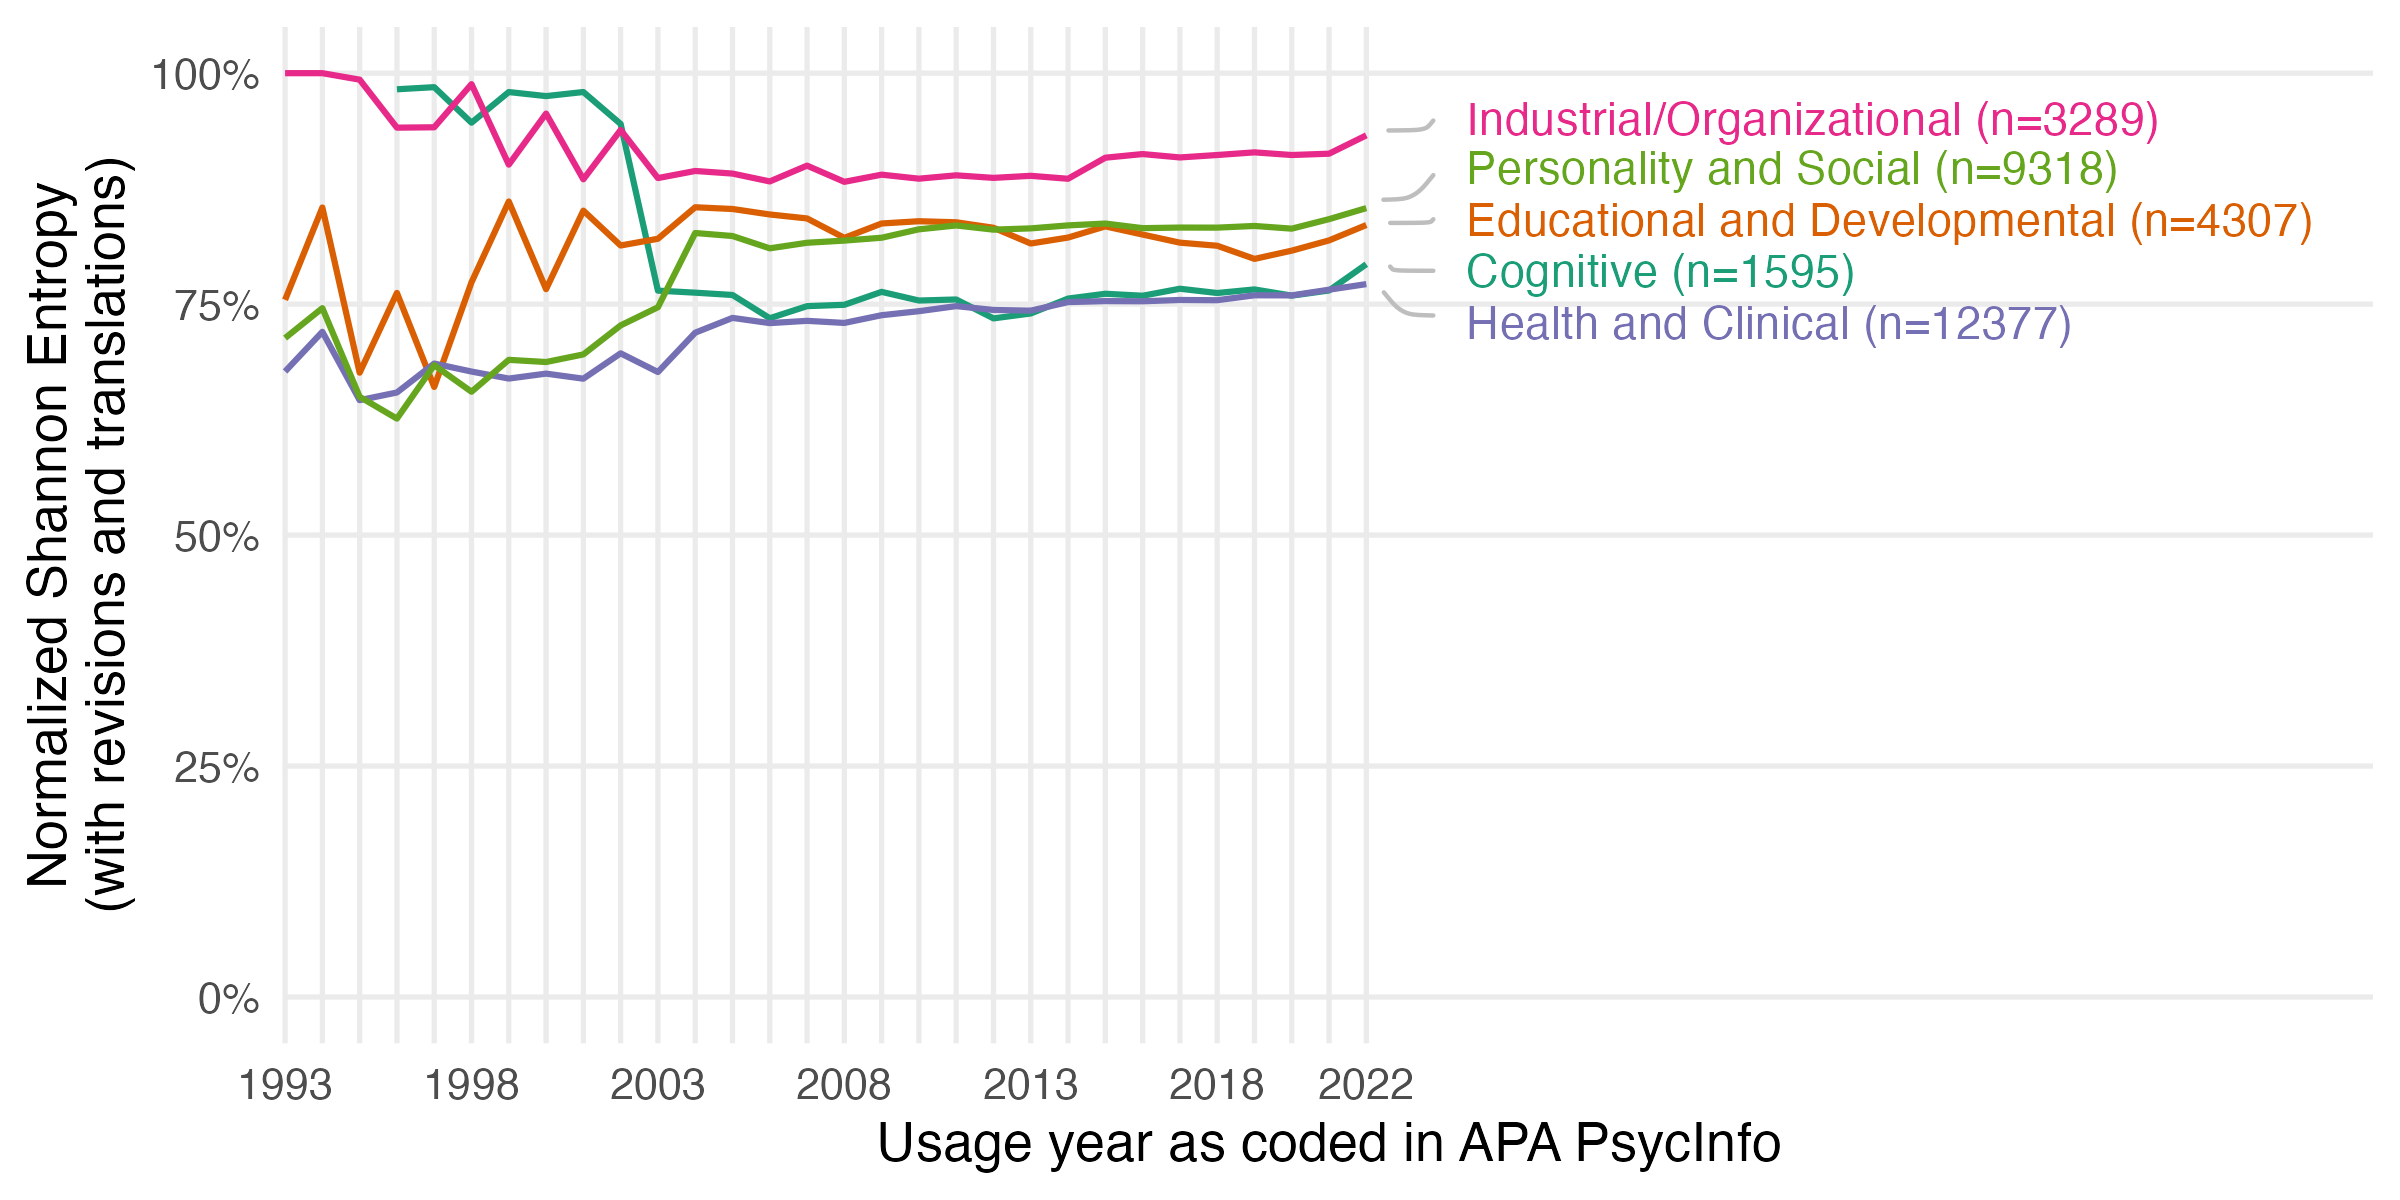 Normalized Shannon Entropy
(with revisions and translations)
100%
75%
50%
25%
0%
Industrial/Organizational (n=3289)
Personality and Social (n=9318)
Educational and Developmental (n=4307)
Cognitive (n=1595)
Health and Clinical (n=12377)
1993 1998 2003 2008 2013 2018 2022
Usage year as coded in APA PsycInfo